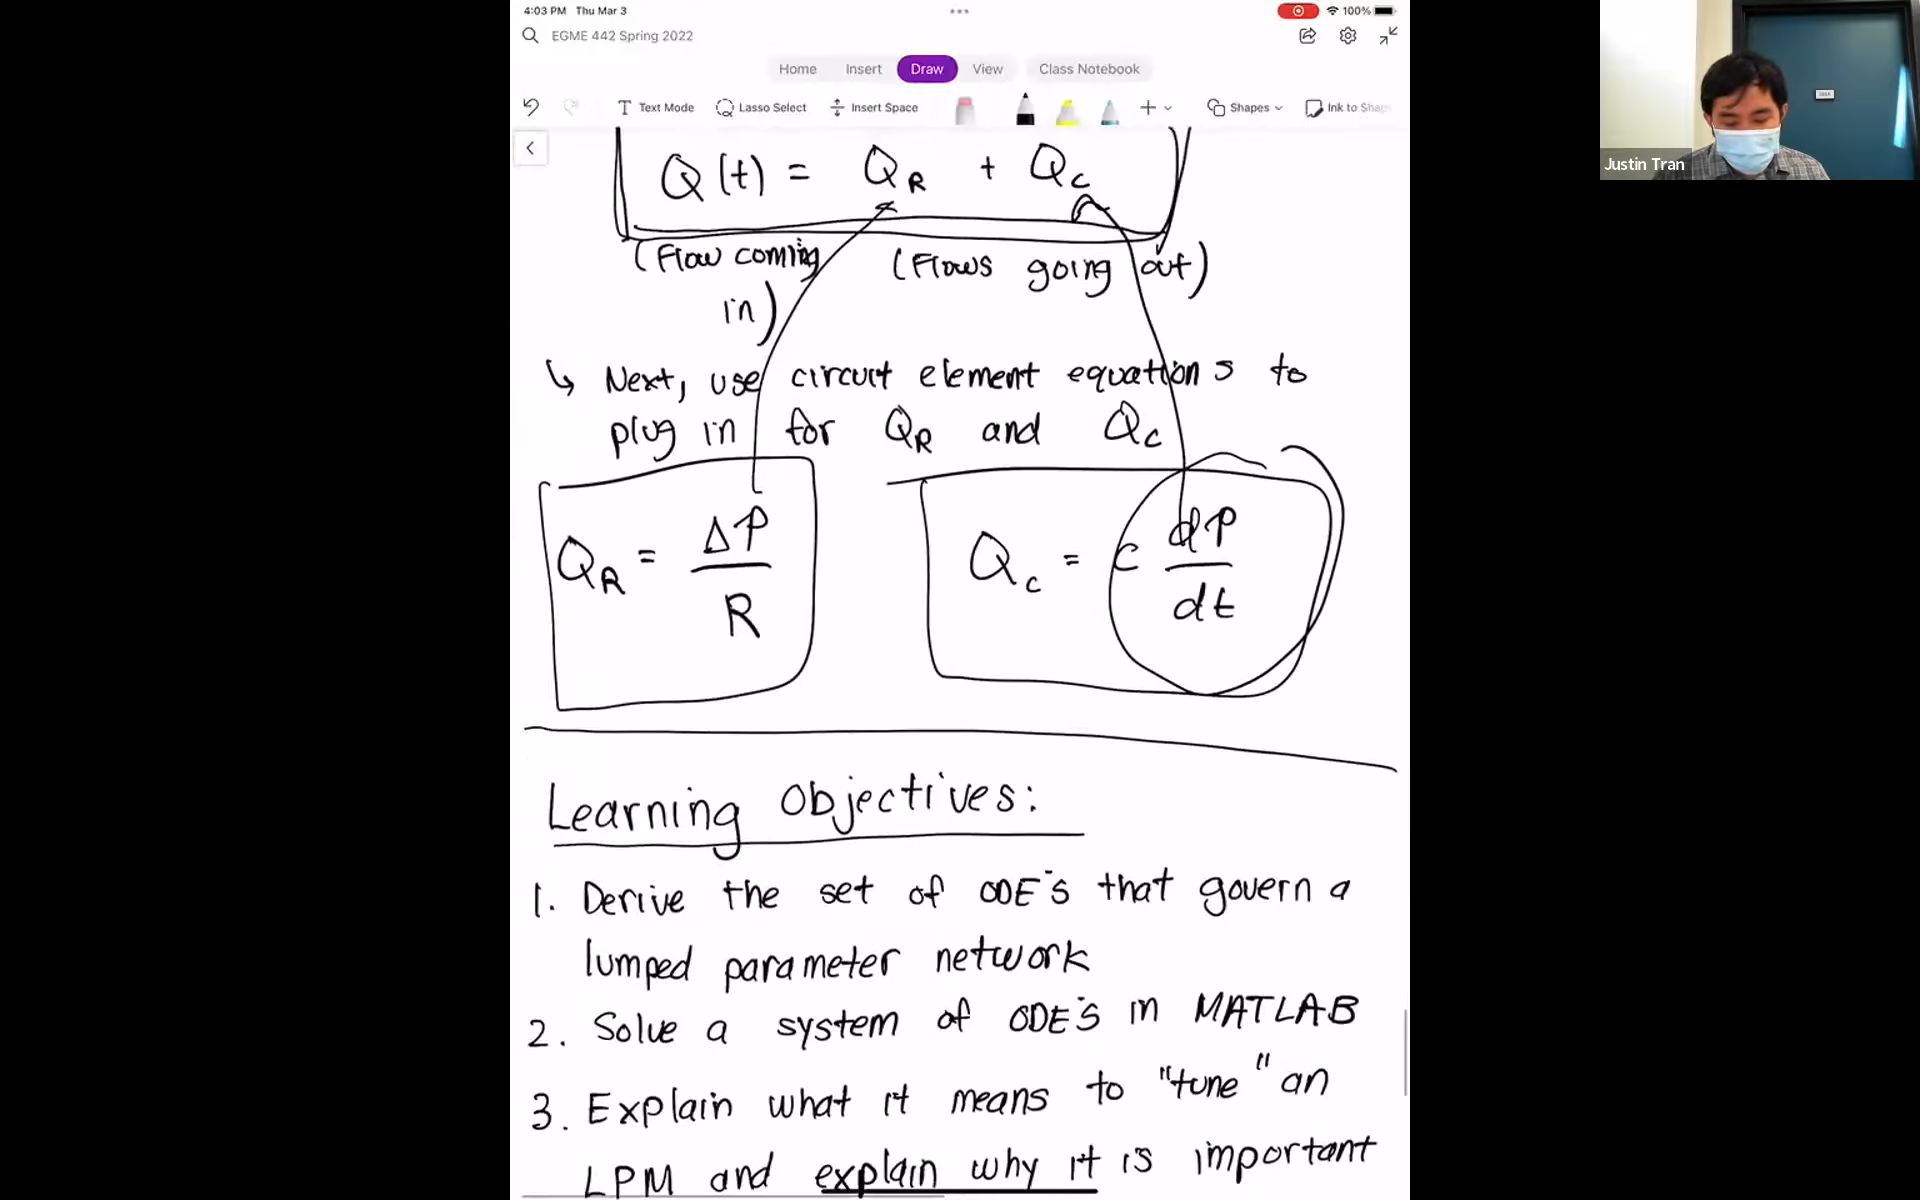 4:03 PM Thu Mar 3
100%
EGME 442 Spring 2022
Home Insert Draw View Class Notebook
Text Mode Lasso Select Insert Space Shapes Ink to Shap
Justin Tran
Q(t) = Q_R + Q_C
(Flow coming in) (Flows going out)
↳ Next, use circuit element equations to
plug in for Q_R and Q_C
Q_R = ΔP / R
Q_C = C dP / dt
Learning Objectives:
1. Derive the set of ODE's that govern a
lumped parameter network
2. Solve a system of ODE's in MATLAB
3. Explain what it means to "tune" an
LPM and explain why it is important